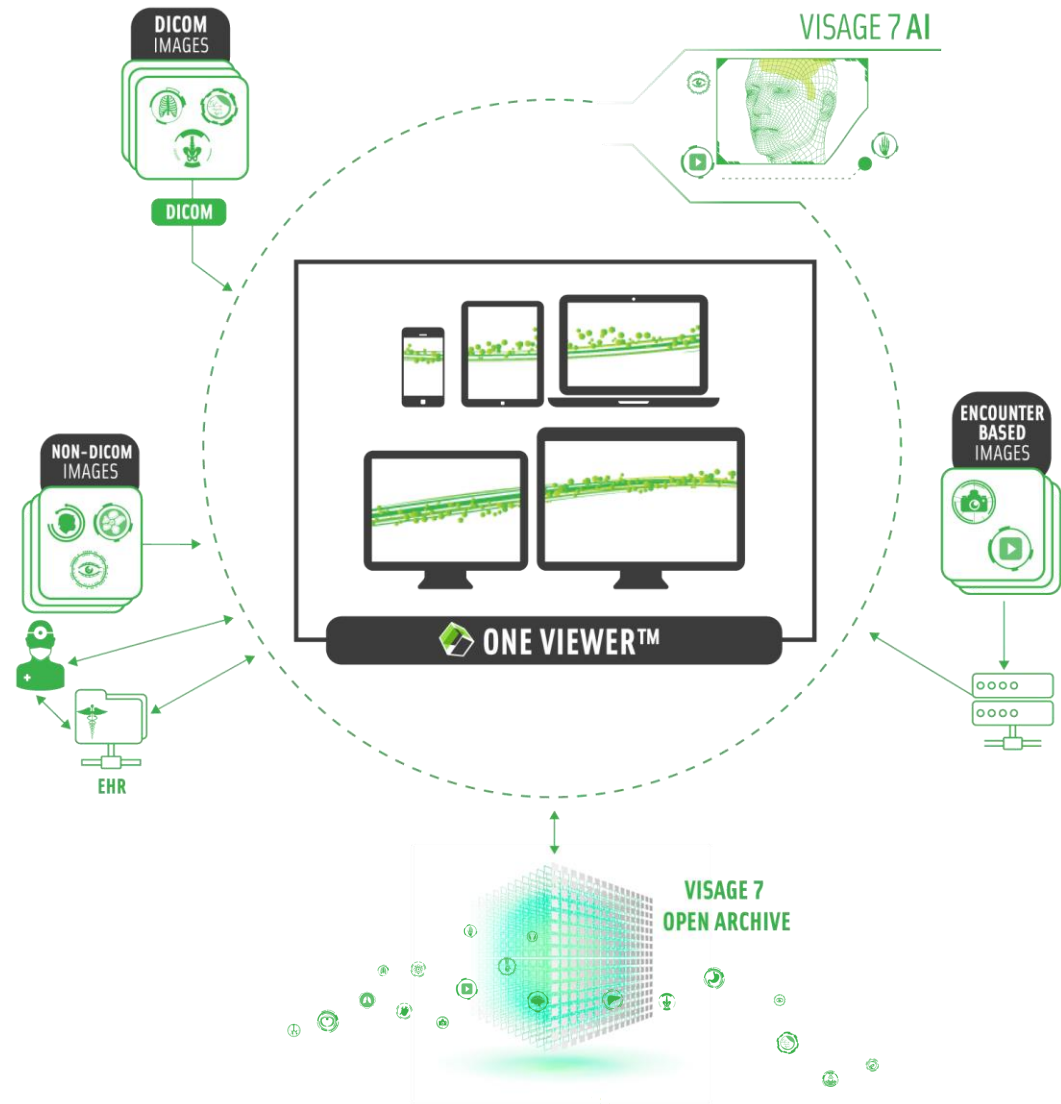 DICOM
IMAGES
VISAGE 7 AI
DICOM
NON-DICOM
IMAGES
ENCOUNTER
BASED
IMAGES
ONE VIEWER™
EHR
VISAGE 7
OPEN ARCHIVE